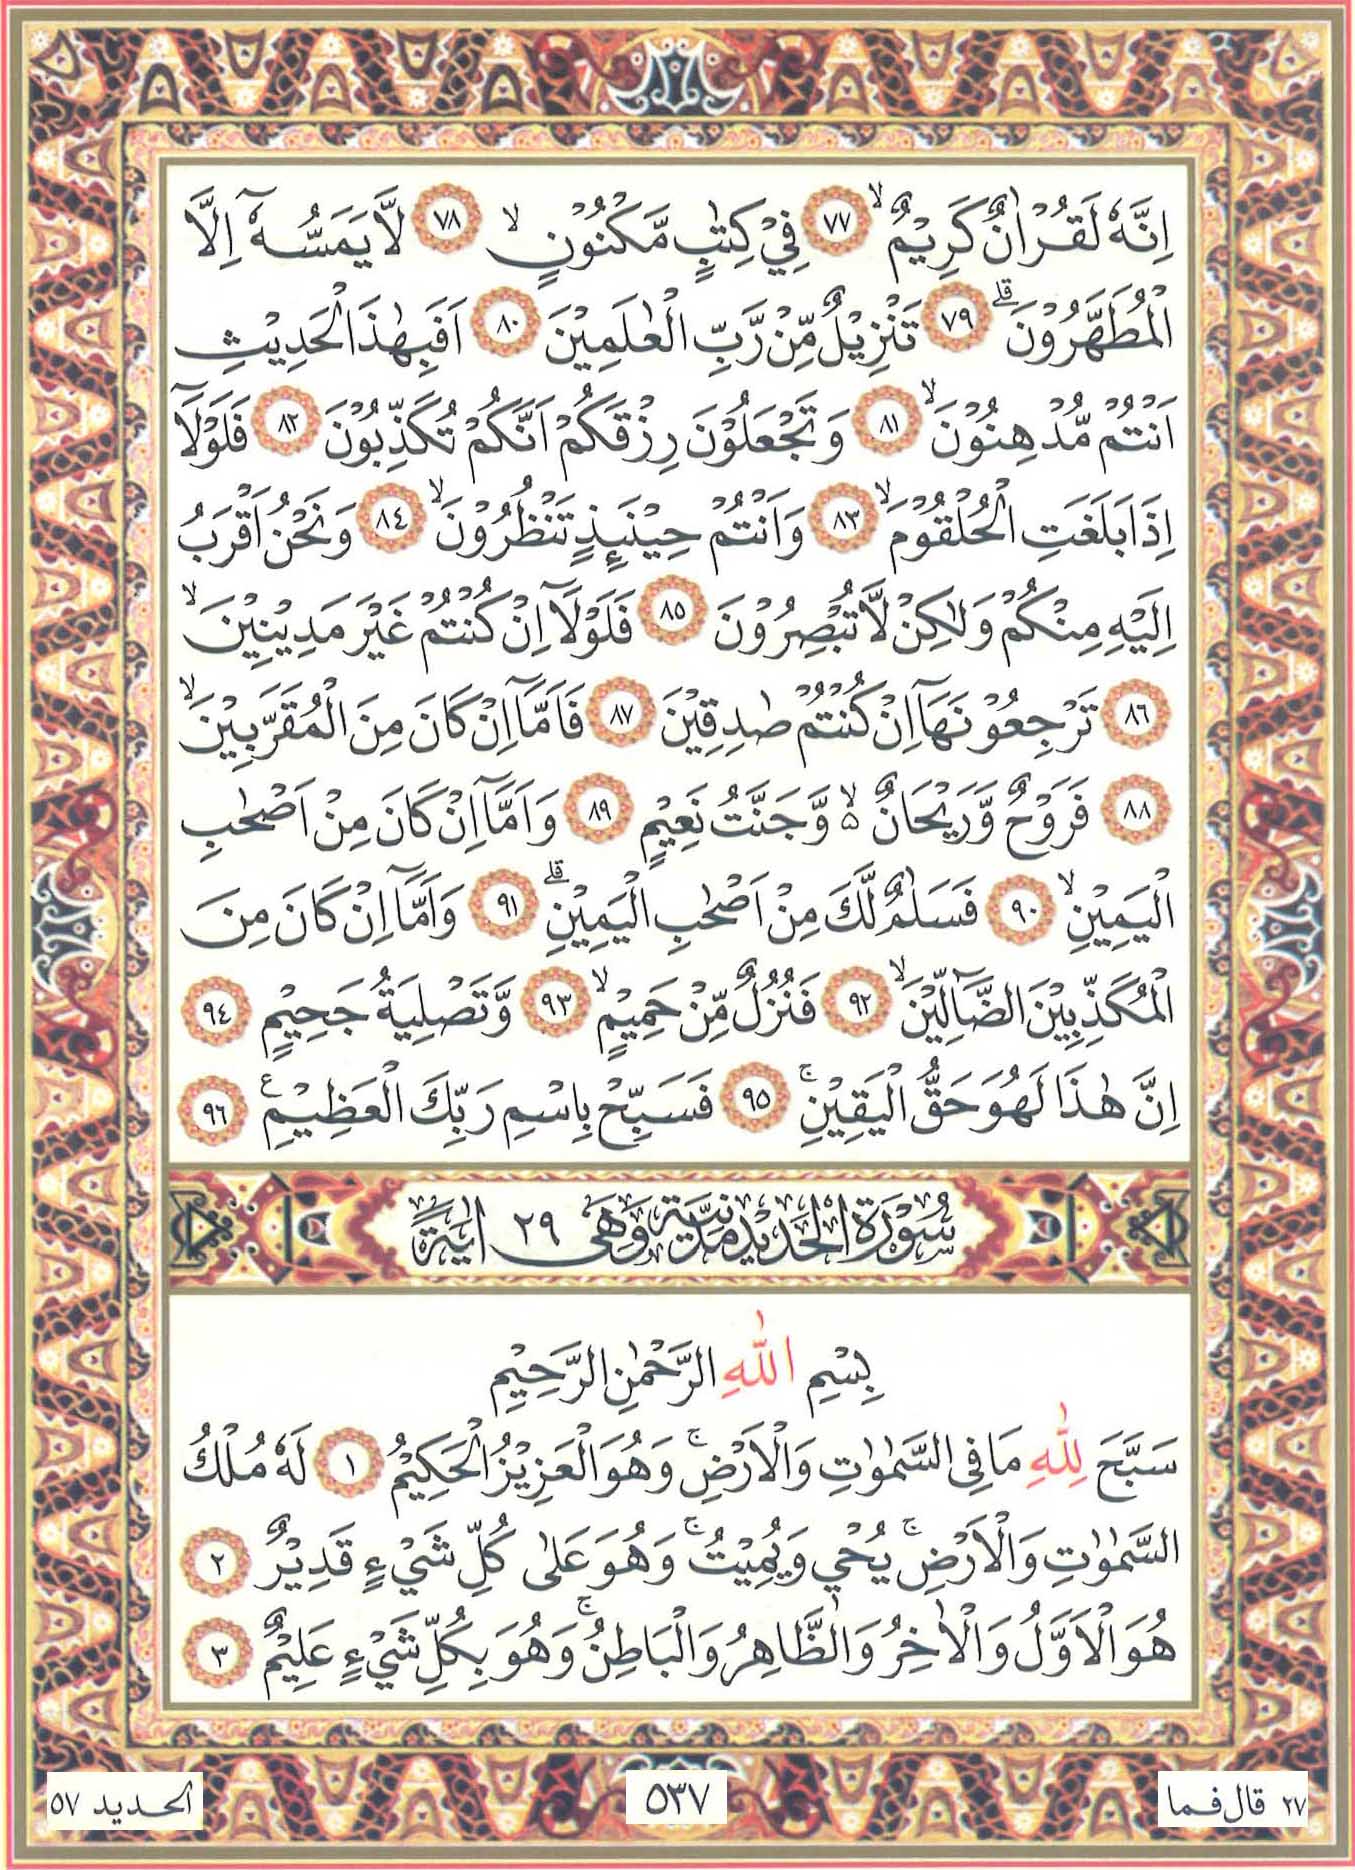 اِنَّهُ لَقُرْاٰنٌ كَرِيْمٌ ۙ ٧٧ فِيْ كِتٰبٍ مَّكْنُوْنٍ ۙ ٧٨ لَّا يَمَسُّهٗٓ اِلَّا
الْمُطَهَّرُوْنَ ۗ ٧٩ تَنْزِيْلٌ مِّنْ رَّبِّ الْعٰلَمِيْنَ ٨٠ اَفَبِهٰذَا الْحَدِيْثِ
اَنْتُمْ مُّدْهِنُوْنَ ۙ ٨١ وَتَجْعَلُوْنَ رِزْقَكُمْ اَنَّكُمْ تُكَذِّبُوْنَ ٨٢ فَلَوْلَآ
اِذَا بَلَغَتِ الْحُلْقُوْمَ ۙ ٨٣ وَاَنْتُمْ حِيْنَىِٕذٍ تَنْظُرُوْنَ ۙ ٨٤ وَنَحْنُ اَقْرَبُ
اِلَيْهِ مِنْكُمْ وَلٰكِنْ لَّا تُبْصِرُوْنَ ٨٥ فَلَوْلَآ اِنْ كُنْتُمْ غَيْرَ مَدِيْنِيْنَ ۙ
٨٦ تَرْجِعُوْنَهَآ اِنْ كُنْتُمْ صٰدِقِيْنَ ٨٧ فَاَمَّآ اِنْ كَانَ مِنَ الْمُقَرَّبِيْنَ ۙ
٨٨ فَرَوْحٌ وَّرَيْحَانٌ ۙ۵ وَّجَنَّتُ نَعِيْمٍ ٨٩ وَاَمَّآ اِنْ كَانَ مِنْ اَصْحٰبِ
الْيَمِيْنِ ۙ ٩٠ فَسَلٰمٌ لَّكَ مِنْ اَصْحٰبِ الْيَمِيْنِ ۗ ٩١ وَاَمَّآ اِنْ كَانَ مِنَ
الْمُكَذِّبِيْنَ الضَّآلِّيْنَ ۙ ٩٢ فَنُزُلٌ مِّنْ حَمِيْمٍ ۙ ٩٣ وَّتَصْلِيَةُ جَحِيْمٍ ٩٤
اِنَّ هٰذَا لَهُوَ حَقُّ الْيَقِيْنِ ۚ ٩٥ فَسَبِّحْ بِاسْمِ رَبِّكَ الْعَظِيْمِ ع ٩٦
سُوْرَةُ الْحَدِيْدِ مَدَنِيَّةٌ وَهِيَ ٢٩ اٰيَةً
بِسْمِ اللّٰهِ الرَّحْمٰنِ الرَّحِيْمِ
سَبَّحَ لِلّٰهِ مَا فِى السَّمٰوٰتِ وَالْاَرْضِ ۚ وَهُوَ الْعَزِيْزُ الْحَكِيْمُ ١ لَهٗ مُلْكُ
السَّمٰوٰتِ وَالْاَرْضِ ۚ يُحْيٖ وَيُمِيْتُ ۚ وَهُوَ عَلٰى كُلِّ شَيْءٍ قَدِيْرٌ ٢
هُوَ الْاَوَّلُ وَالْاٰخِرُ وَالظَّاهِرُ وَالْبَاطِنُ ۚ وَهُوَ بِكُلِّ شَيْءٍ عَلِيْمٌ ٣
٢٧ قال فما
٥٣٧
الحديد ٥٧